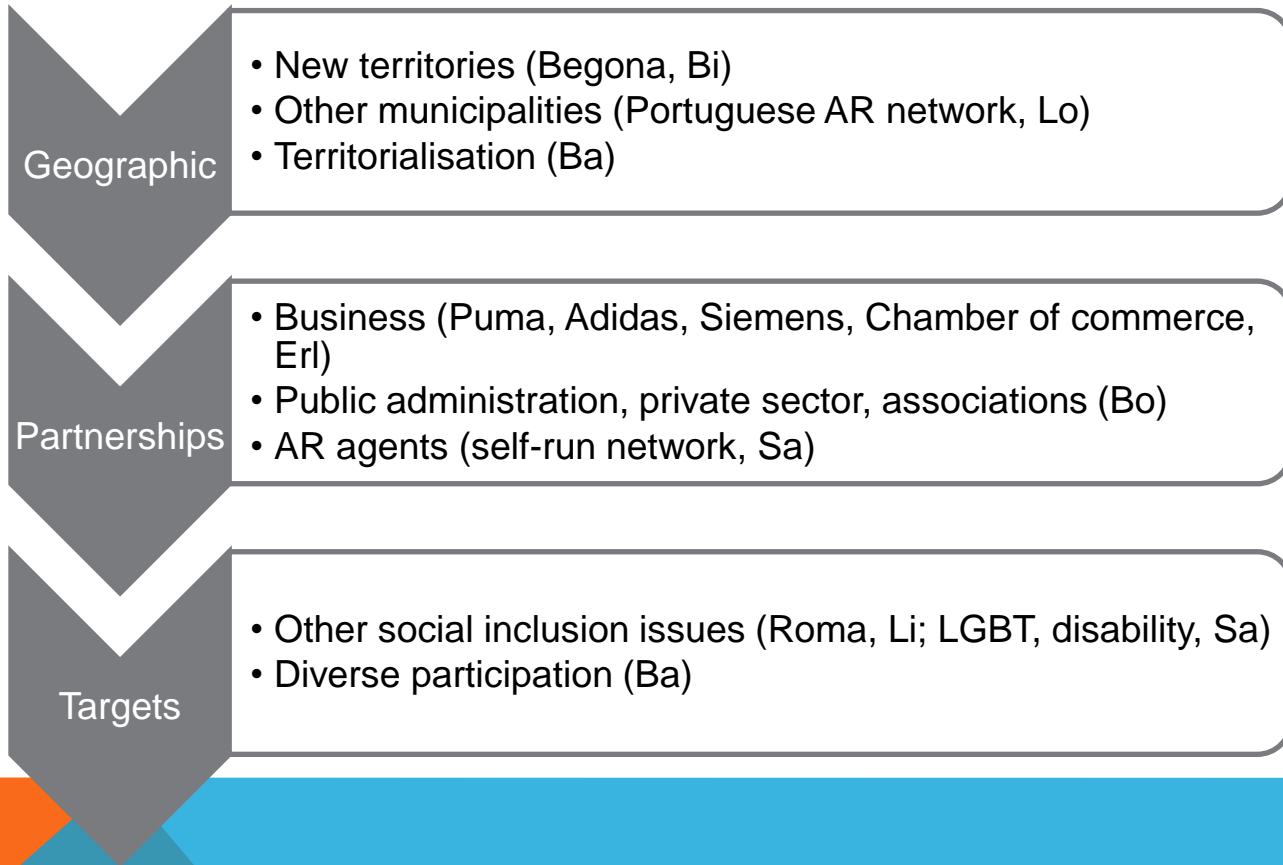 Geographic
• New territories (Begona, Bi)
• Other municipalities (Portuguese AR network, Lo)
• Territorialisation (Ba)
Partnerships
• Business (Puma, Adidas, Siemens, Chamber of commerce,
Erl)
• Public administration, private sector, associations (Bo)
• AR agents (self-run network, Sa)
Targets
• Other social inclusion issues (Roma, Li; LGBT, disability, Sa)
• Diverse participation (Ba)